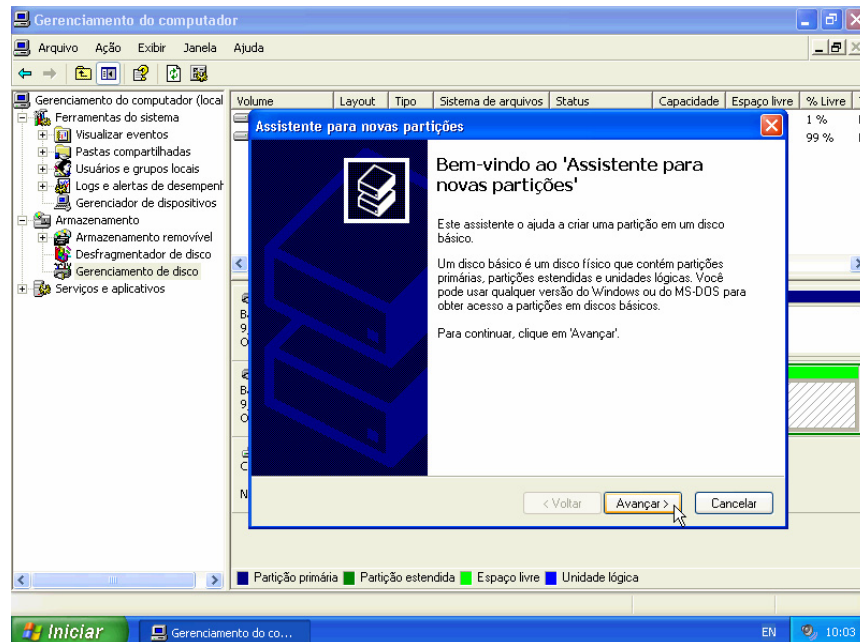 Gerenciamento do computador
Arquivo Ação Exibir Janela Ajuda
Gerenciamento do computador (local
Ferramentas do sistema
Visualizar eventos
Pastas compartilhadas
Usuários e grupos locais
Logs e alertas de desempenh
Gerenciador de dispositivos
Armazenamento
Armazenamento removível
Desfragmentador de disco
Gerenciamento de disco
Serviços e aplicativos
Volume Layout Tipo Sistema de arquivos Status Capacidade Espaço livre % Livre
1 %
99 %
Assistente para novas partições
Bem-vindo ao 'Assistente para
novas partições'
Este assistente o ajuda a criar uma partição em um disco
básico.
Um disco básico é um disco físico que contém partições
primárias, partições estendidas e unidades lógicas. Você
pode usar qualquer versão do Windows ou do MS-DOS para
obter acesso a partições em discos básicos.
Para continuar, clique em 'Avançar'.
< Voltar Avançar > Cancelar
Partição primária Partição estendida Espaço livre Unidade lógica
Iniciar Gerenciamento do co... EN 10:03